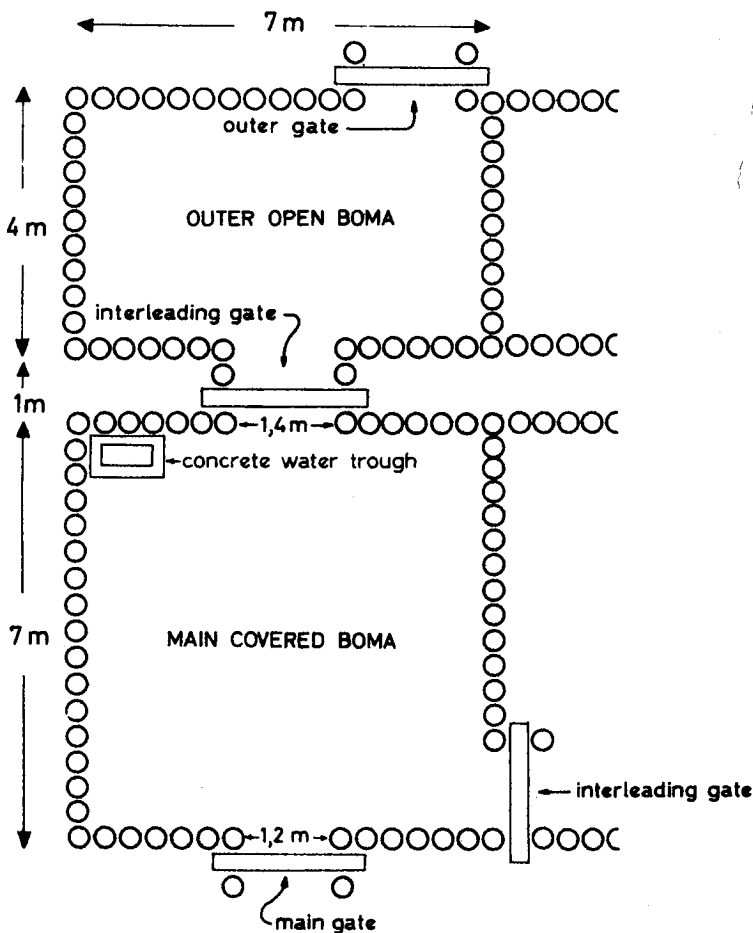 7 m
outer gate
4 m
OUTER OPEN BOMA
interleading gate
1m
1,4 m
concrete water trough
7 m
MAIN COVERED BOMA
interleading gate
1,2 m
main gate